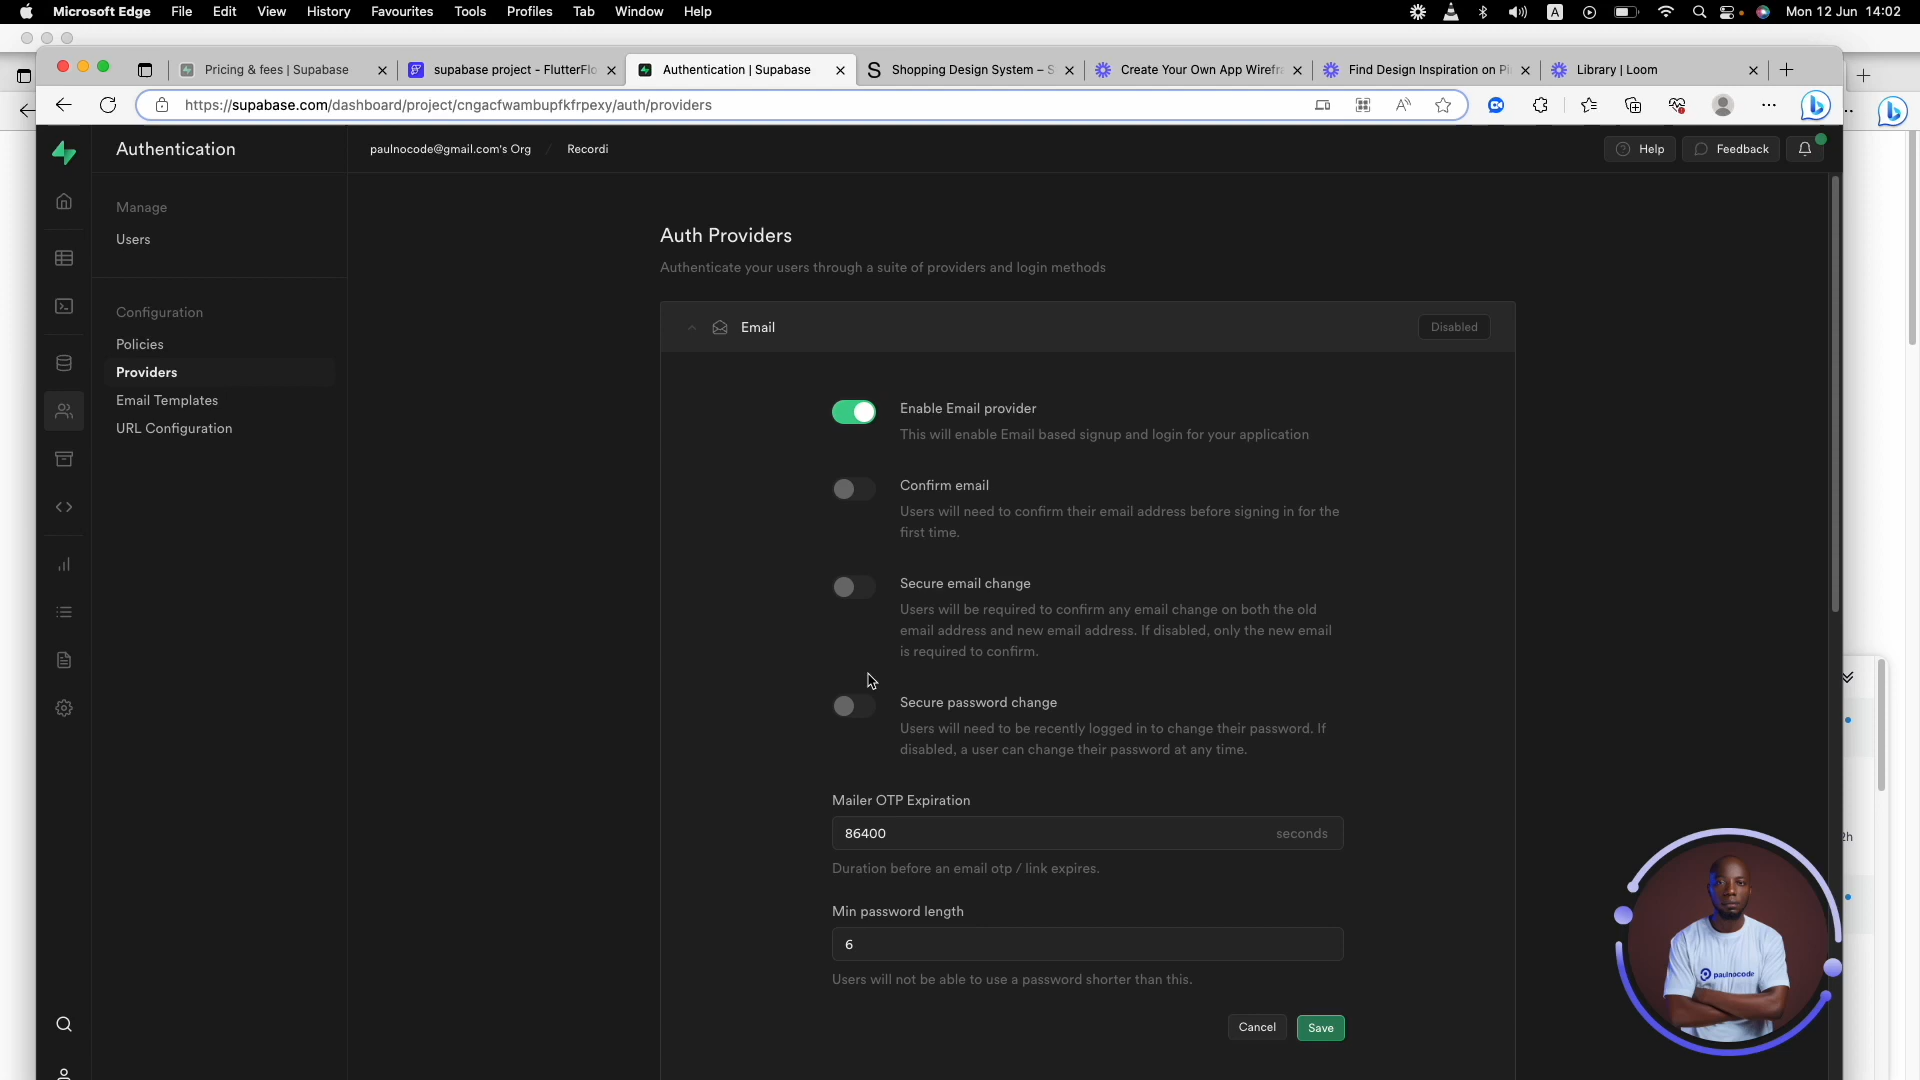 Microsoft Edge File Edit View History Favourites Tools Profiles Tab Window Help
A
Mon 12 Jun 14:02
Pricing & fees | Supabase
supabase project - FlutterFlo
Authentication | Supabase
Shopping Design System – S
Create Your Own App Wirefr
Find Design Inspiration on Pl
Library | Loom
https://supabase.com/dashboard/project/cngacfwambupfkfrpexy/auth/providers
Authentication
paulnocode@gmail.com's Org / Recordi
Help
Feedback
Manage
Users
Configuration
Policies
Providers
Email Templates
URL Configuration
Auth Providers
Authenticate your users through a suite of providers and login methods
Email
Disabled
Enable Email provider
This will enable Email based signup and login for your application
Confirm email
Users will need to confirm their email address before signing in for the
first time.
Secure email change
Users will be required to confirm any email change on both the old
email address and new email address. If disabled, only the new email
is required to confirm.
Secure password change
Users will need to be recently logged in to change their password. If
disabled, a user can change their password at any time.
Mailer OTP Expiration
86400 seconds
Duration before an email otp / link expires.
Min password length
6
Users will not be able to use a password shorter than this.
Cancel
Save
2h
paulnocode